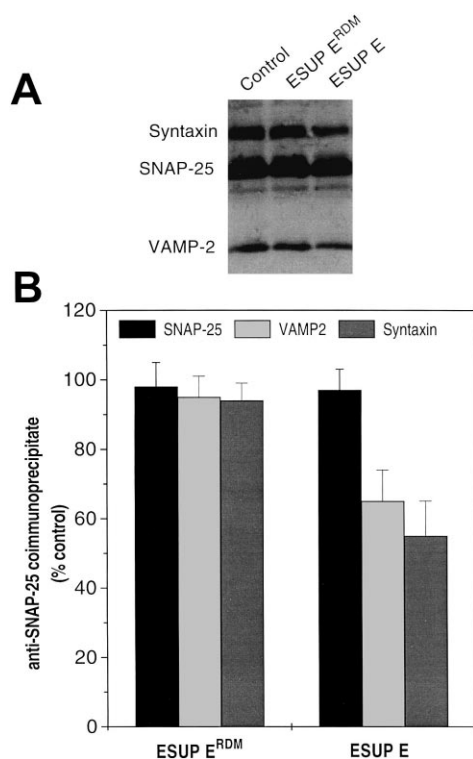 A
Control
ESUP E^RDM
ESUP E
Syntaxin
SNAP-25
VAMP-2
B
120
100
80
60
40
20
0
SNAP-25 VAMP2 Syntaxin
anti-SNAP-25 coimmunoprecipitate
(% control)
ESUP E^RDM ESUP E